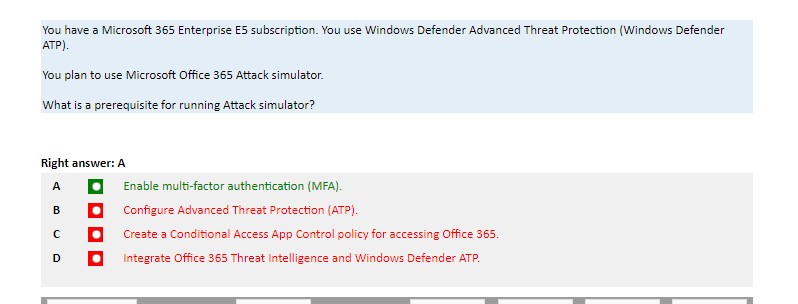 You have a Microsoft 365 Enterprise E5 subscription. You use Windows Defender Advanced Threat Protection (Windows Defender
ATP).
You plan to use Microsoft Office 365 Attack simulator.
What is a prerequisite for running Attack simulator?
Right answer: A
A Enable multi-factor authentication (MFA).
B Configure Advanced Threat Protection (ATP).
C Create a Conditional Access App Control policy for accessing Office 365.
D Integrate Office 365 Threat Intelligence and Windows Defender ATP.